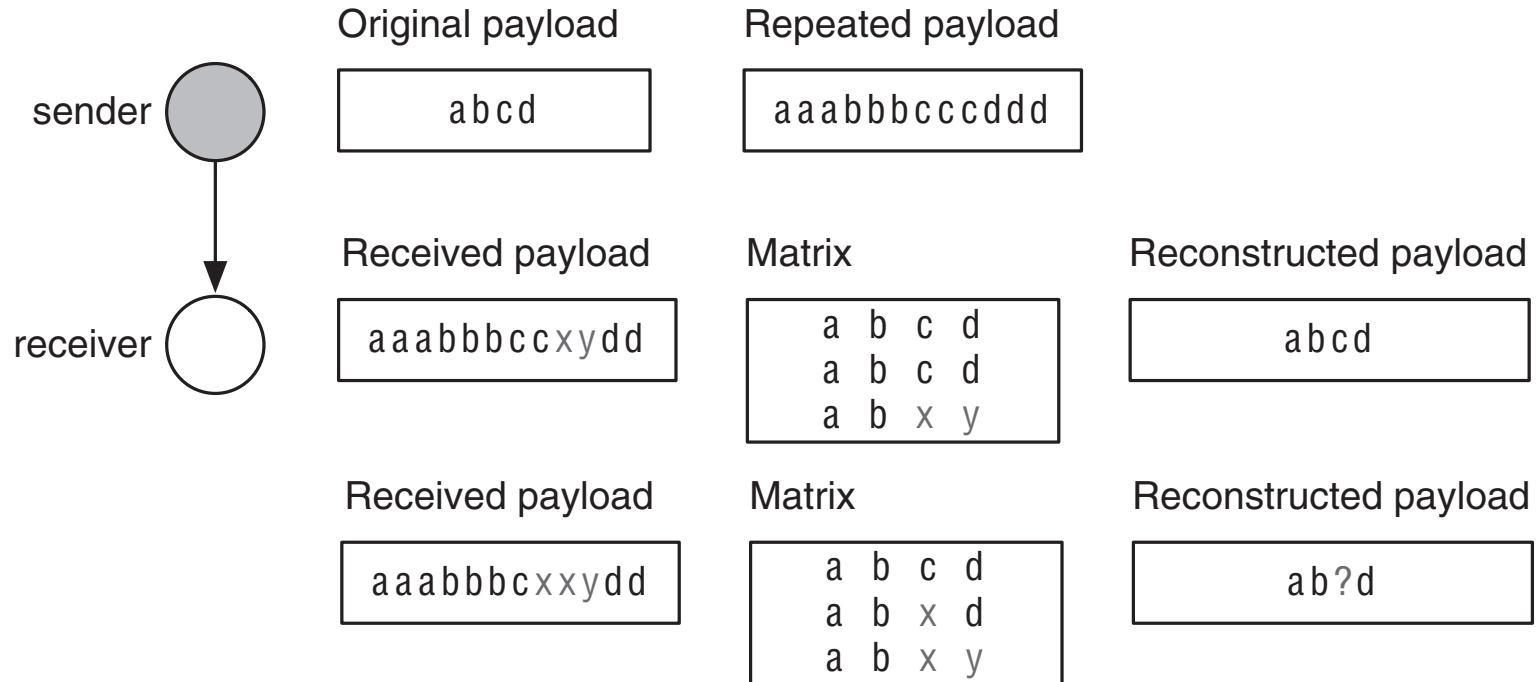 Original payload
Repeated payload
sender
abcd
aaabbbcccddd
Received payload
Matrix
Reconstructed payload
receiver
aaabbbccxydd
a b c d
a b c d
a b x y
abcd
Received payload
Matrix
Reconstructed payload
aaabbbcxxydd
a b c d
a b x d
a b x y
ab?d